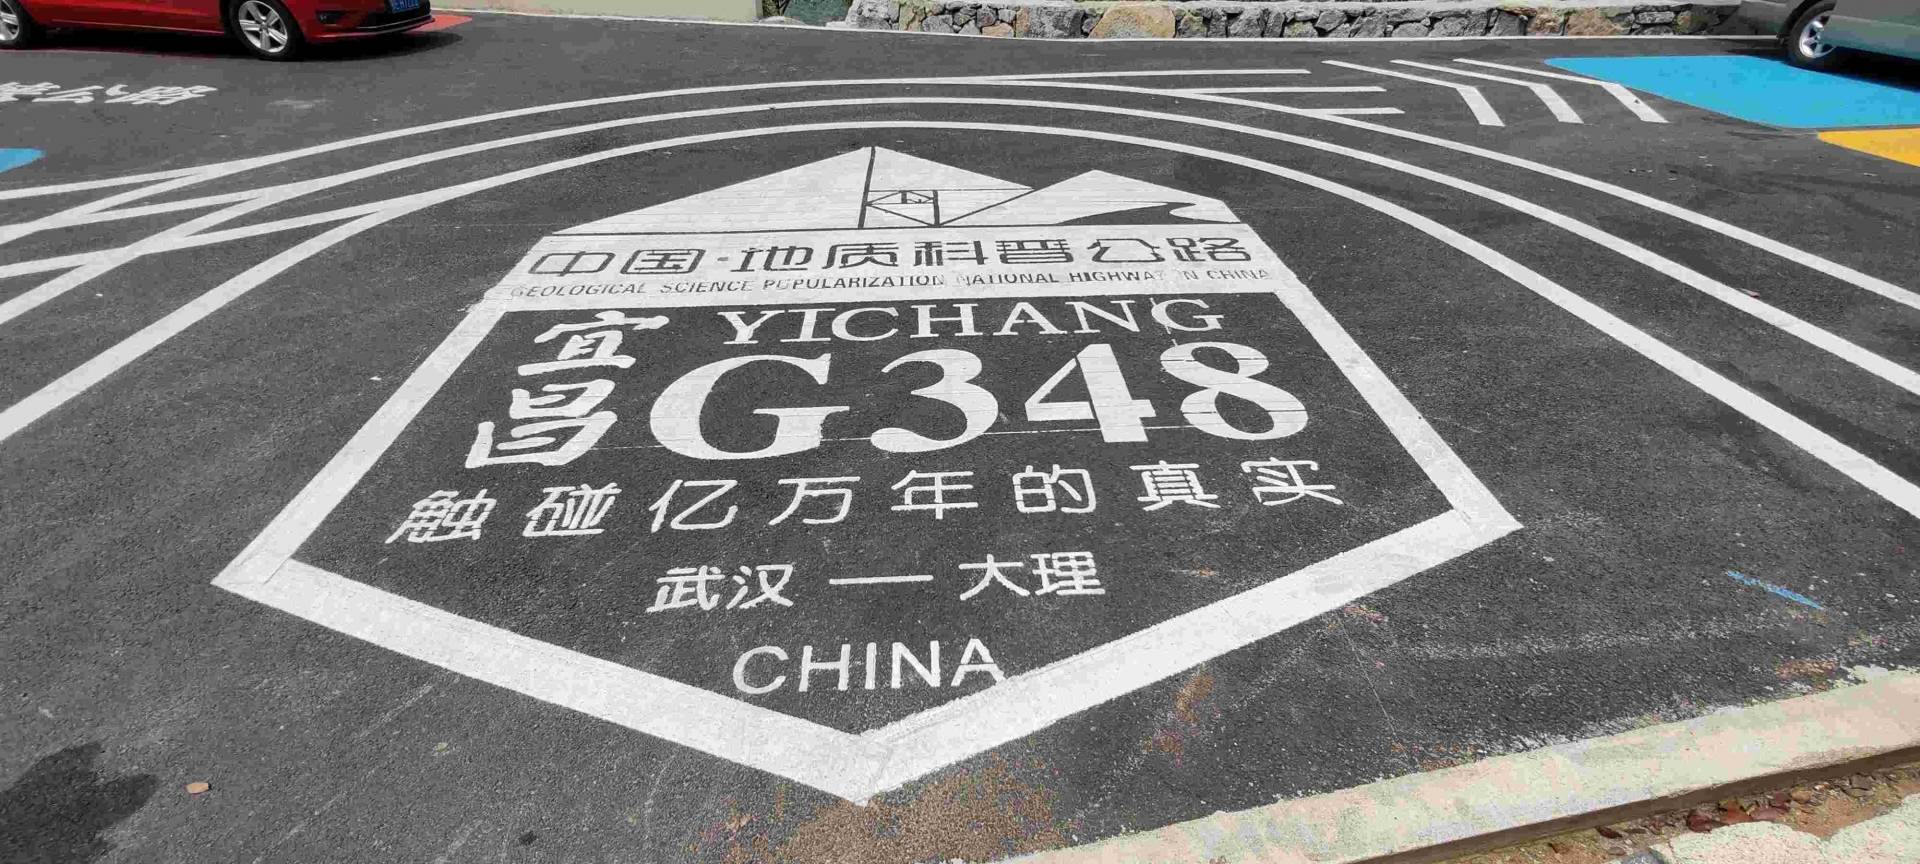 中国·地质科普公路
GEOLOGICAL SCIENCE POPULARIZATION NATIONAL HIGHWAY IN CHINA
宜昌
YICHANG
G348
触碰亿万年的真实
武汉 — 大理
CHINA